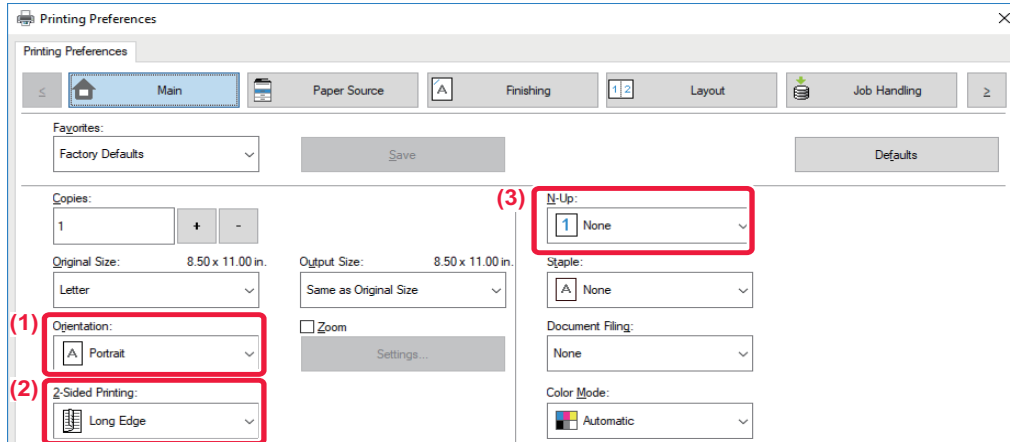 Printing Preferences
Printing Preferences
≤ Main Paper Source A Finishing 1 2 Layout Job Handling ≥
Favorites:
Factory Defaults Save Defaults
Copies: (3) N-Up:
1 + - 1 None
Original Size: 8.50 x 11.00 in. Output Size: 8.50 x 11.00 in. Staple:
Letter Same as Original Size A None
(1) Orientation: Zoom Document Filing:
A Portrait Settings... None
(2) 2-Sided Printing: Color Mode:
Long Edge Automatic